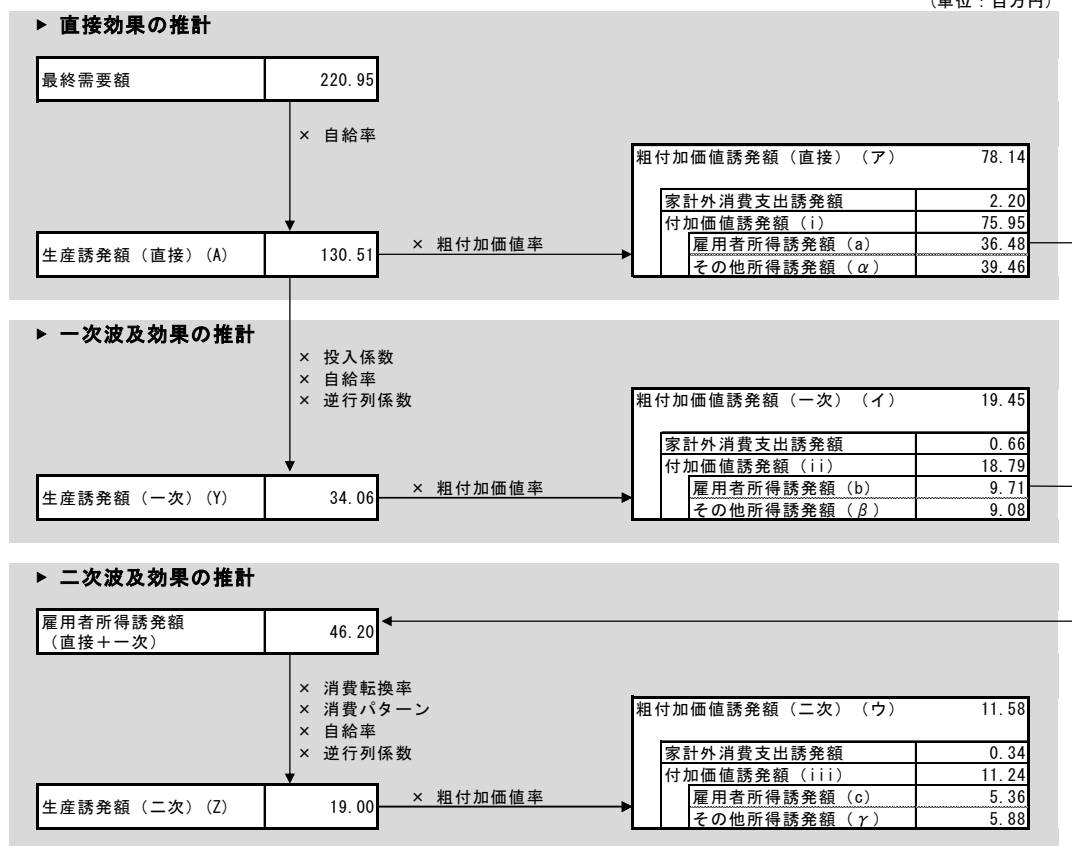 (単位：百万円)
▶ 直接効果の推計
最終需要額 220.95
× 自給率
粗付加価値誘発額（直接）（ア） 78.14
家計外消費支出誘発額 2.20
付加価値誘発額（i） 75.95
雇用者所得誘発額（a） 36.48
その他所得誘発額（α） 39.46
生産誘発額（直接）(A) 130.51
× 粗付加価値率
▶ 一次波及効果の推計
× 投入係数
× 自給率
× 逆行列係数
粗付加価値誘発額（一次）（イ） 19.45
家計外消費支出誘発額 0.66
付加価値誘発額（ii） 18.79
雇用者所得誘発額（b） 9.71
その他所得誘発額（β） 9.08
生産誘発額（一次）(Y) 34.06
× 粗付加価値率
▶ 二次波及効果の推計
雇用者所得誘発額
（直接＋一次） 46.20
× 消費転換率
× 消費パターン
× 自給率
× 逆行列係数
粗付加価値誘発額（二次）（ウ） 11.58
家計外消費支出誘発額 0.34
付加価値誘発額（iii） 11.24
雇用者所得誘発額（c） 5.36
その他所得誘発額（γ） 5.88
生産誘発額（二次）(Z) 19.00
× 粗付加価値率